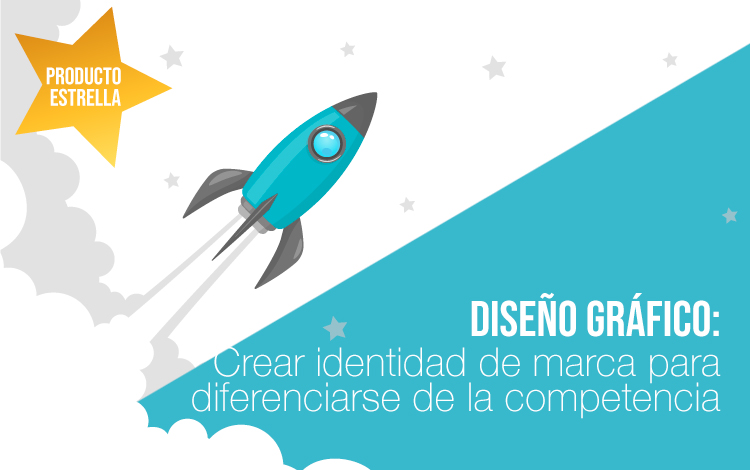 PRODUCTO
ESTRELLA
DISEÑO GRÁFICO:
Crear identidad de marca para
diferenciarse de la competencia